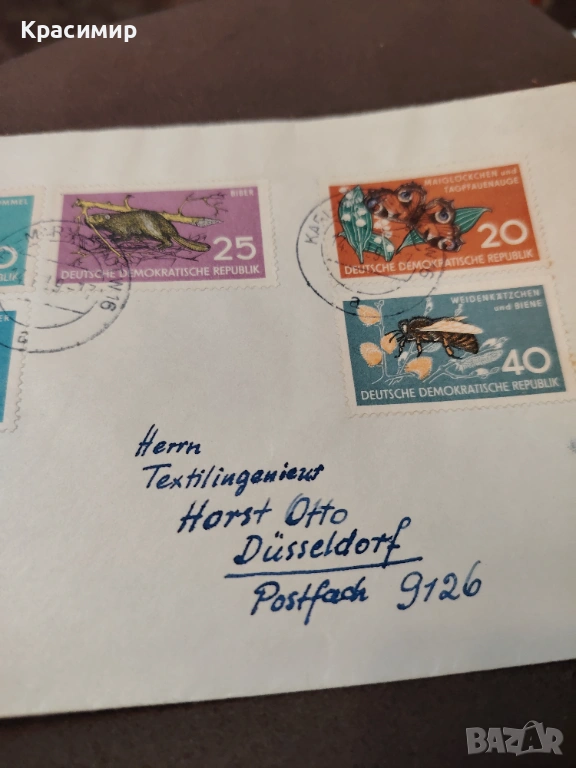 Красимир
BIBER
25
DEUTSCHE DEMOKRATISCHE REPUBLIK
MAIGLÖCKCHEN und
TAGPFAUENAUGE
20
DEUTSCHE DEMOKRATISCHE REPUBLIK
WEIDENKÄTZCHEN
und BIENE
40
DEUTSCHE DEMOKRATISCHE REPUBLIK
Herrn
Textilingenieur
Horst Otto
Düsseldorf
Postfach 9126
BAZAR